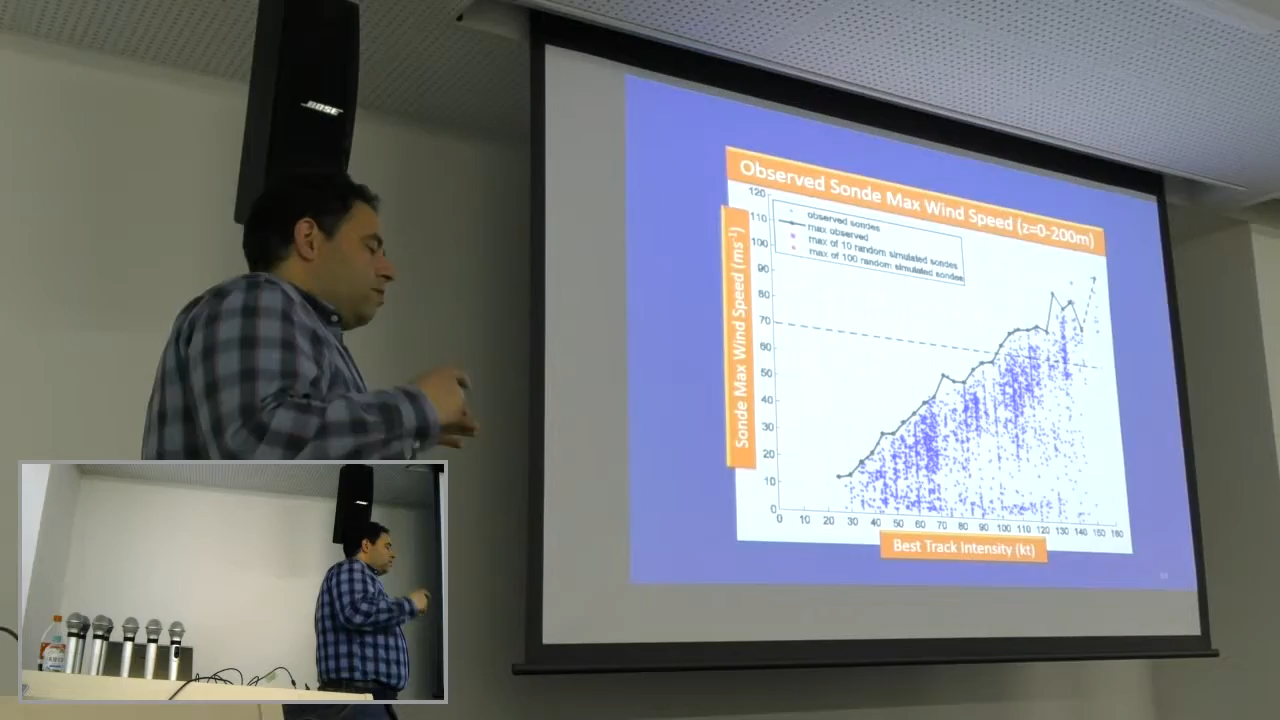 BOSE
Observed Sonde Max Wind Speed (z=0-200m)
Sonde Max Wind Speed (ms⁻¹)
120
110
100
90
80
70
60
50
40
30
20
10
0
observed sondes
max observed
max of 10 random simulated sondes
max of 100 random simulated sondes
0 10 20 30 40 50 60 70 80 90 100 110 120 130 140 150 160
Best Track Intensity (kt)